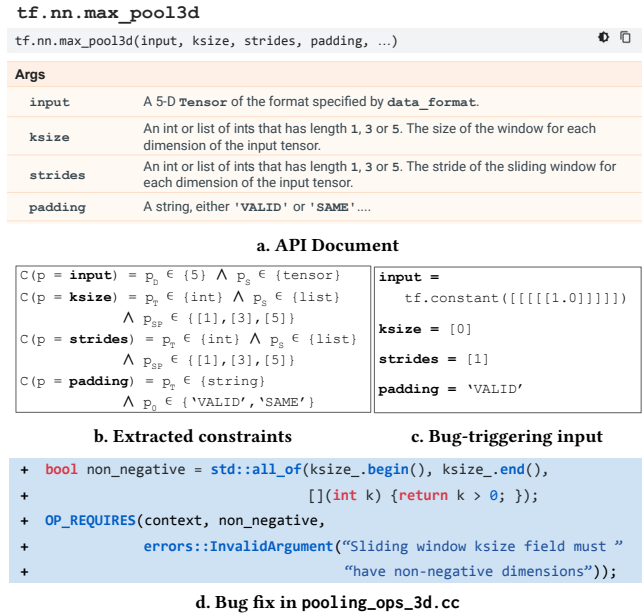 tf.nn.max_pool3d
tf.nn.max_pool3d(input, ksize, strides, padding, …)
Args
input A 5-D Tensor of the format specified by data_format.
ksize An int or list of ints that has length 1, 3 or 5. The size of the window for each
dimension of the input tensor.
strides An int or list of ints that has length 1, 3 or 5. The stride of the sliding window for
each dimension of the input tensor.
padding A string, either 'VALID' or 'SAME'....
a. API Document
C(p = input) = p_D ∈ {5} ∧ p_S ∈ {tensor}
C(p = ksize) = p_T ∈ {int} ∧ p_S ∈ {list}
∧ p_SP ∈ {[1],[3],[5]}
C(p = strides) = p_T ∈ {int} ∧ p_S ∈ {list}
∧ p_SP ∈ {[1],[3],[5]}
C(p = padding) = p_T ∈ {string}
∧ p_0 ∈ {‘VALID’,‘SAME’}
b. Extracted constraints
input =
tf.constant([[[[[1.0]]]]])
ksize = [0]
strides = [1]
padding = ‘VALID’
c. Bug-triggering input
+ bool non_negative = std::all_of(ksize_.begin(), ksize_.end(),
+ [](int k) {return k > 0; });
+ OP_REQUIRES(context, non_negative,
+ errors::InvalidArgument(“Sliding window ksize field must ”
+ “have non-negative dimensions”));
d. Bug fix in pooling_ops_3d.cc